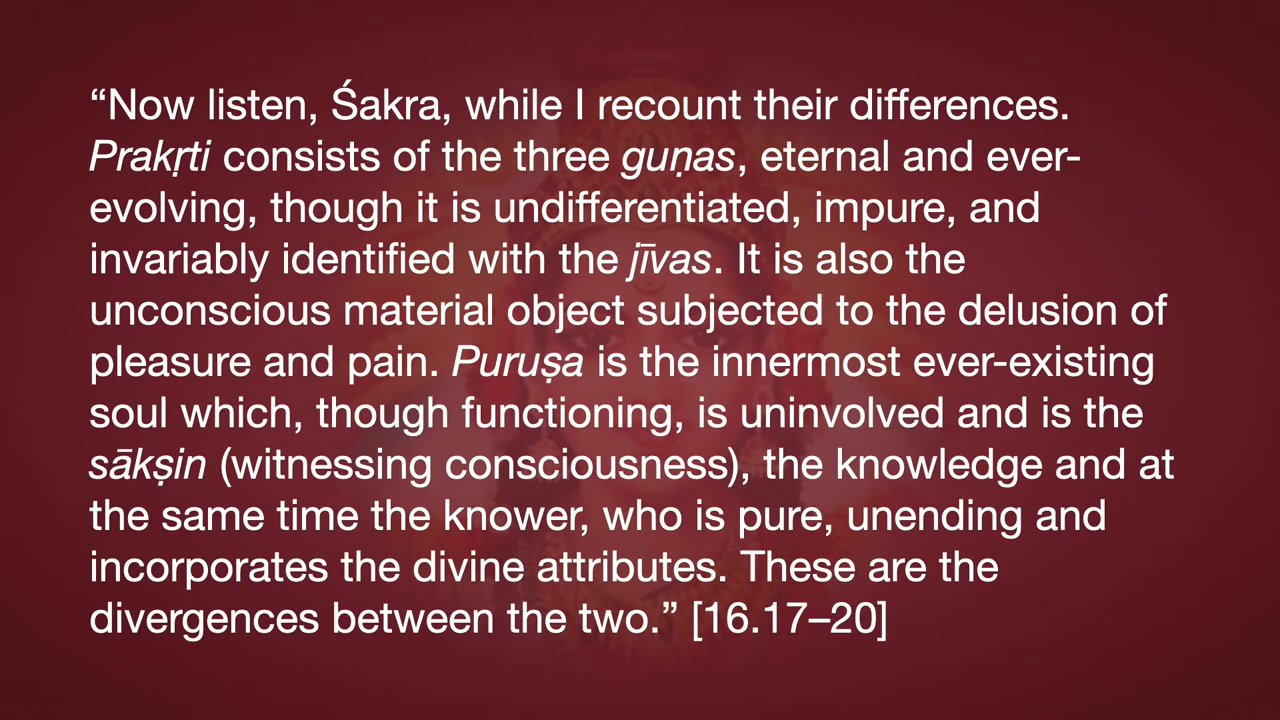 “Now listen, Śakra, while I recount their differences.
Prakṛti consists of the three guṇas, eternal and ever-
evolving, though it is undifferentiated, impure, and
invariably identified with the jīvas. It is also the
unconscious material object subjected to the delusion of
pleasure and pain. Puruṣa is the innermost ever-existing
soul which, though functioning, is uninvolved and is the
sākṣin (witnessing consciousness), the knowledge and at
the same time the knower, who is pure, unending and
incorporates the divine attributes. These are the
divergences between the two.” [16.17–20]